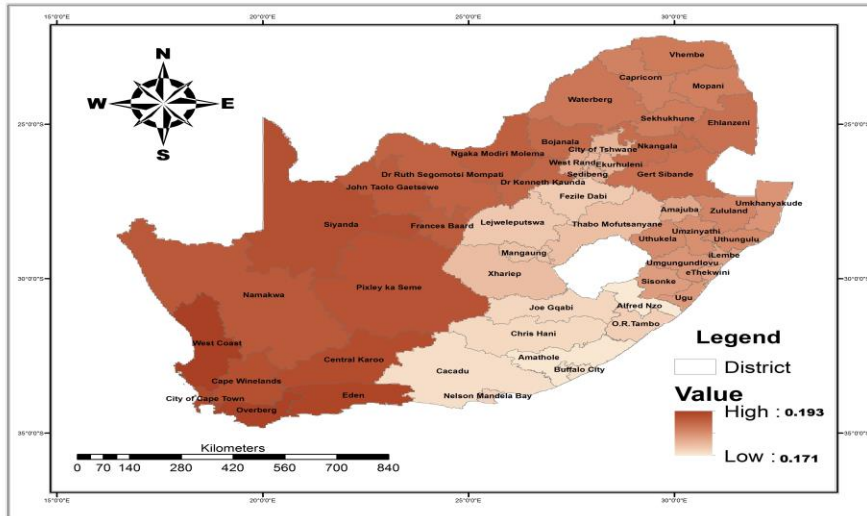 15°0'0"E 20°0'0"E 25°0'0"E 30°0'0"E
N
W E
S
Vhembe
Capricorn
Mopani
Waterberg
Sekhukhune
Ehlanzeni
25°0'0"S 25°0'0"S
Bojanala
City of Tshwane
Nkangala
Ngaka Modiri Molema
West Rand
Ekurhuleni
Dr Ruth Segomotsi Mompati
Sedibeng
Gert Sibande
Dr Kenneth Kaunda
John Taolo Gaetsewe
Fezile Dabi
Umkhanyakude
Amajuba
Zululand
Lejweleputswa
Thabo Mofutsanyane
Siyanda
Frances Baard
Umzinyathi
Uthukela
Uthungulu
Mangaung
iLembe
Umgungundlovu
Xhariep
eThekwini
30°0'0"S 30°0'0"S
Sisonke
Pixley ka Seme
Namakwa
Ugu
Joe Gqabi
Alfred Nzo
O.R.Tambo
Chris Hani
West Coast
Central Karoo
Amathole
Cacadu
Buffalo City
Cape Winelands
Eden
Nelson Mandela Bay
City of Cape Town
Overberg
Legend
District
Value
High : 0.193
Low : 0.171
35°0'0"S 35°0'0"S
Kilometers
0 70 140 280 420 560 700 840
15°0'0"E 20°0'0"E 25°0'0"E 30°0'0"E